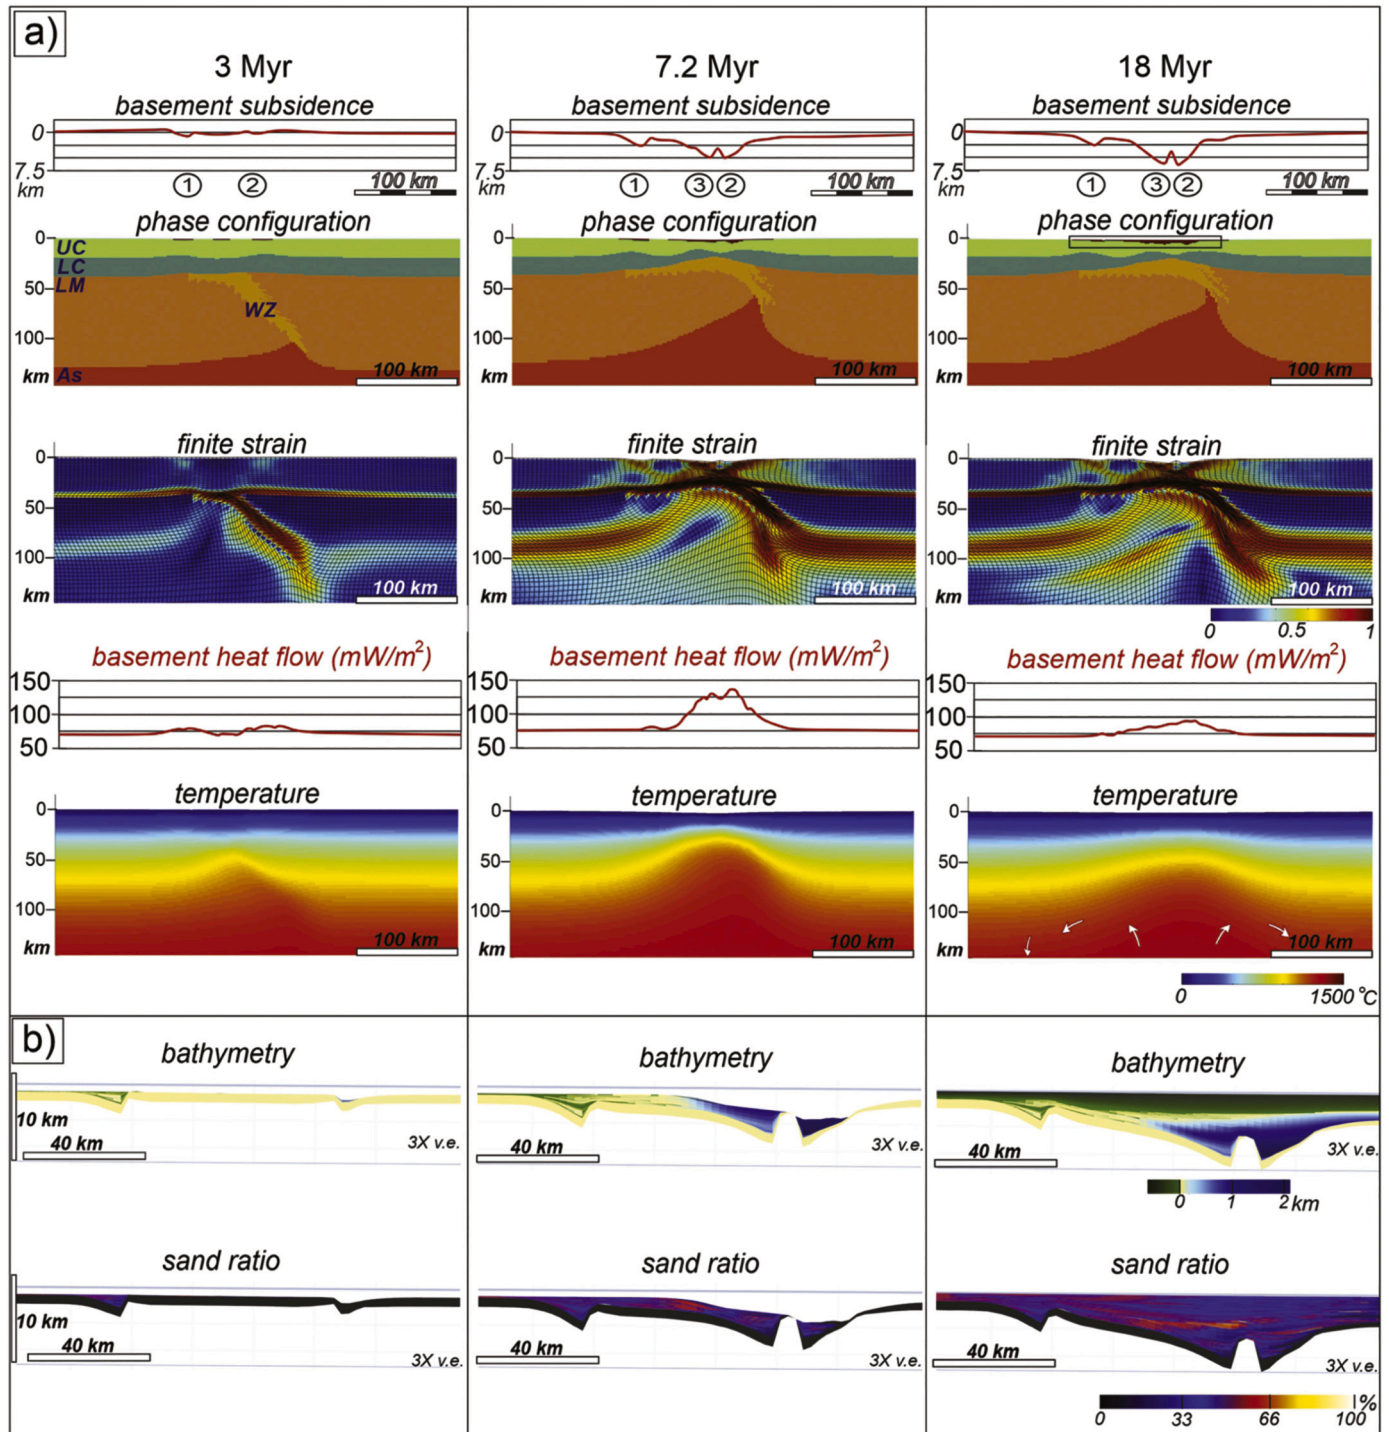 a)
3 Myr
7.2 Myr
18 Myr
basement subsidence
basement subsidence
basement subsidence
0
7.5
km
1
2
100 km
0
7.5
km
1
3
2
100 km
0
7.5
km
1
3
2
100 km
phase configuration
phase configuration
phase configuration
0
UC
LC
LM
50
WZ
100
km
As
100 km
0
50
100
km
100 km
0
50
100
km
100 km
finite strain
finite strain
finite strain
0
50
100
km
100 km
0
50
100
km
100 km
0
50
100
km
100 km
0 0.5 1
basement heat flow (mW/m²)
basement heat flow (mW/m²)
basement heat flow (mW/m²)
150
100
50
150
100
50
150
100
50
temperature
temperature
temperature
0
50
100
km
100 km
0
50
100
km
100 km
0
50
100
km
100 km
0 1500 °C
b)
bathymetry
bathymetry
bathymetry
10 km
40 km
3X v.e.
40 km
3X v.e.
40 km
3X v.e.
0 1 2 km
sand ratio
sand ratio
sand ratio
10 km
40 km
3X v.e.
40 km
3X v.e.
40 km
3X v.e.
0 33 66 100 %